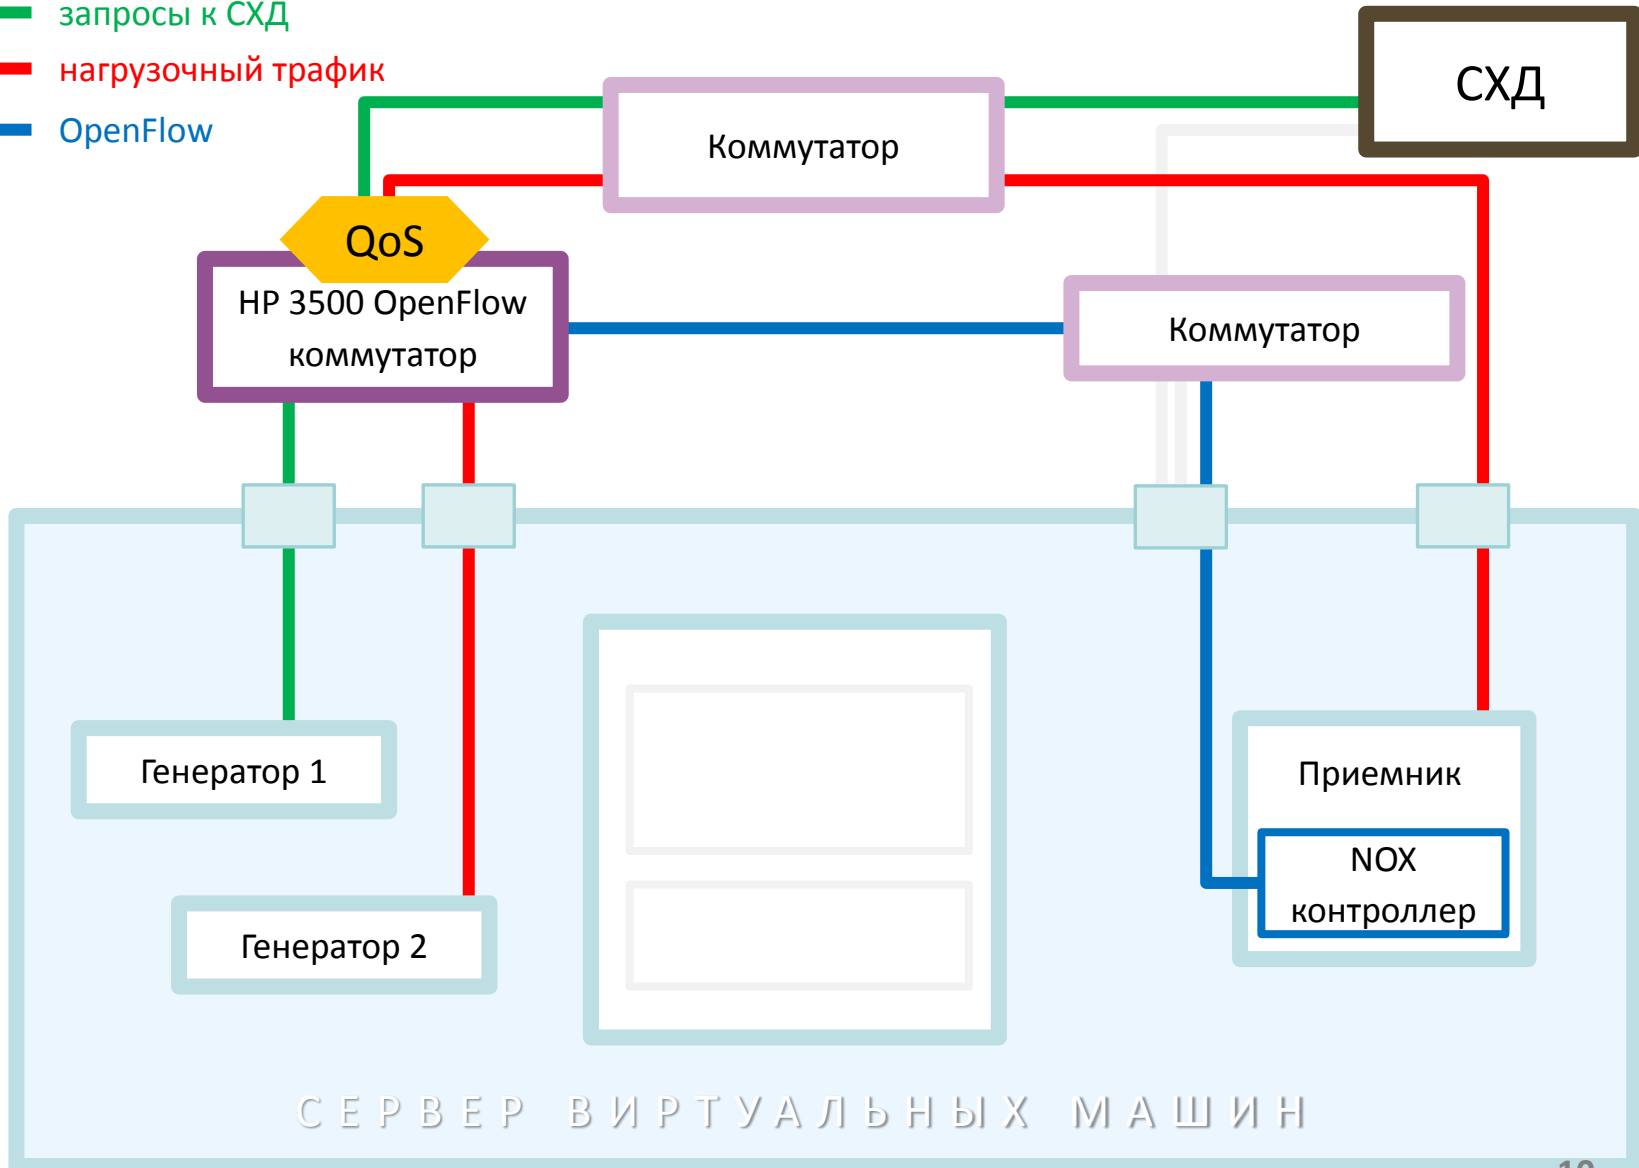 запросы к СХД
нагрузочный трафик
OpenFlow
СХД
Коммутатор
QoS
HP 3500 OpenFlow
коммутатор
Коммутатор
Генератор 1
Приемник
NOX
контроллер
Генератор 2
СЕРВЕР ВИРТУАЛЬНЫХ МАШИН